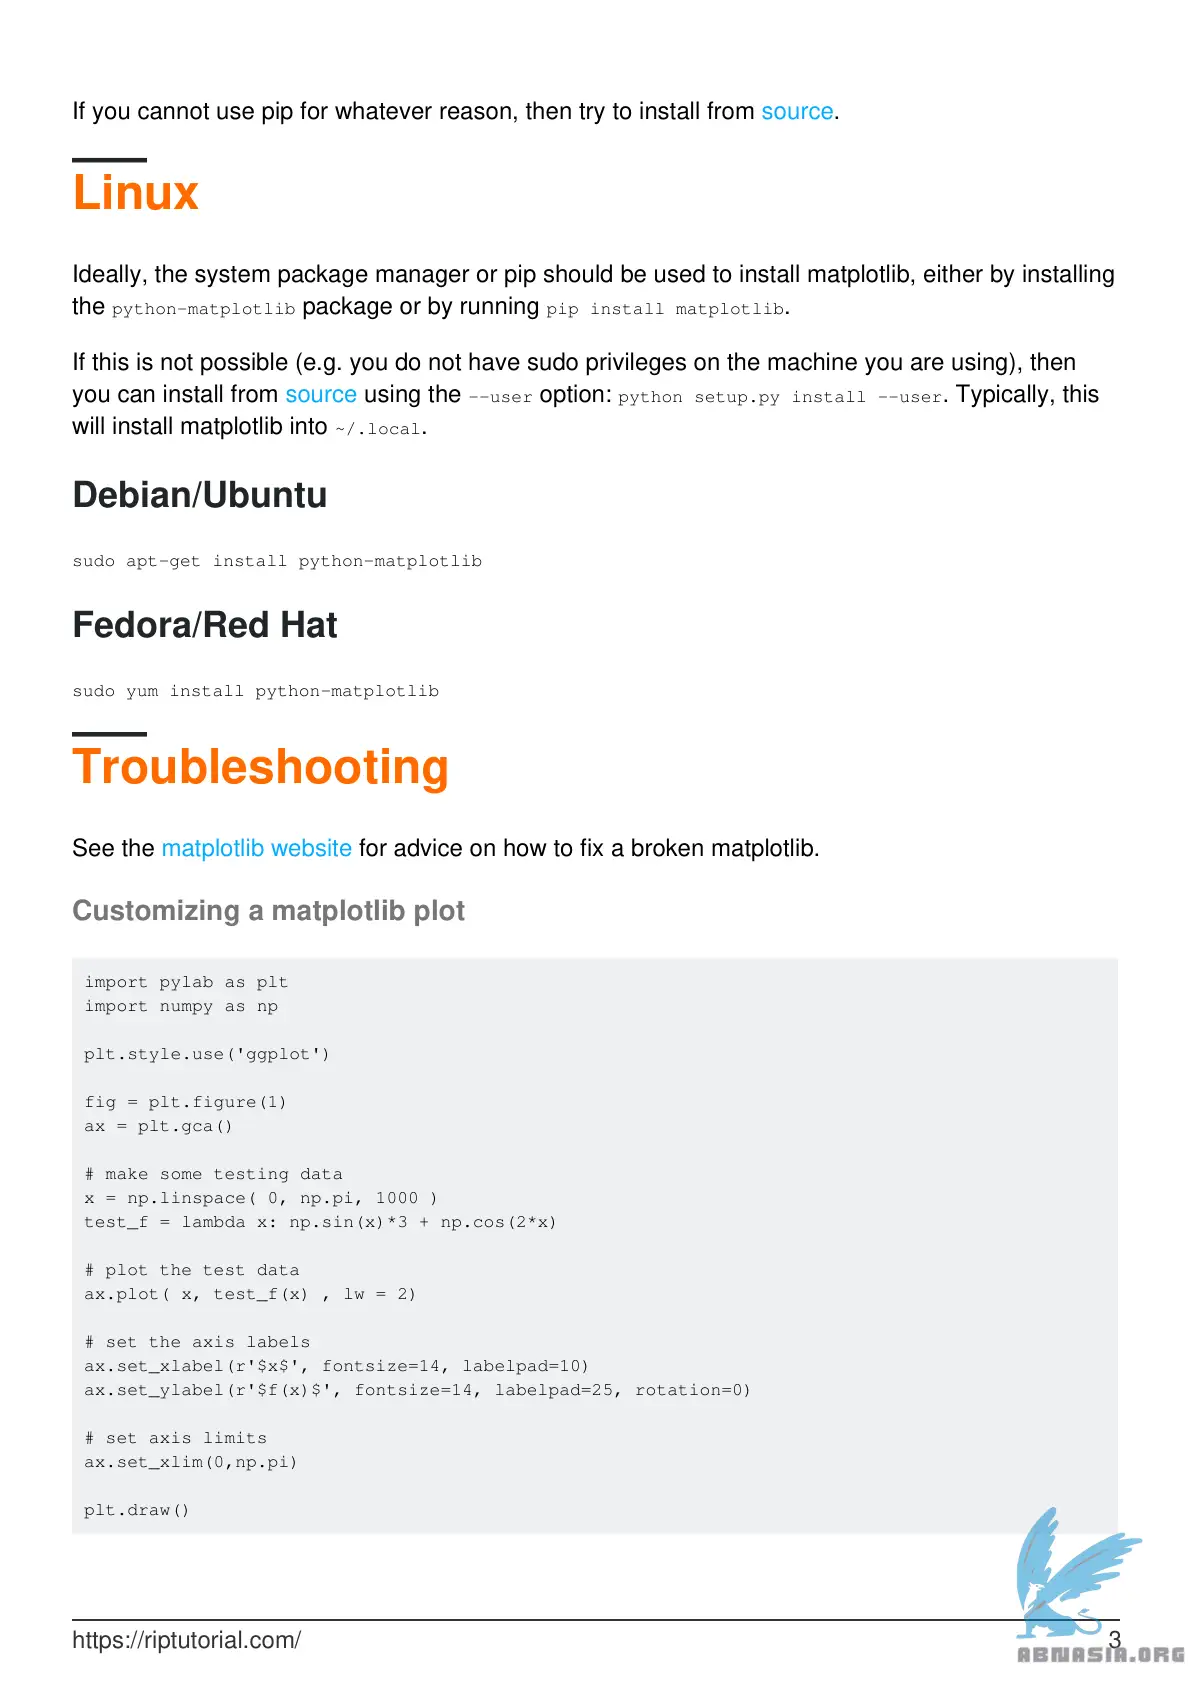 If you cannot use pip for whatever reason, then try to install from source.
Linux
Ideally, the system package manager or pip should be used to install matplotlib, either by installing
the python-matplotlib package or by running pip install matplotlib.
If this is not possible (e.g. you do not have sudo privileges on the machine you are using), then
you can install from source using the --user option: python setup.py install --user. Typically, this
will install matplotlib into ~/.local.
Debian/Ubuntu
sudo apt-get install python-matplotlib
Fedora/Red Hat
sudo yum install python-matplotlib
Troubleshooting
See the matplotlib website for advice on how to fix a broken matplotlib.
Customizing a matplotlib plot
import pylab as plt
import numpy as np
plt.style.use('ggplot')
fig = plt.figure(1)
ax = plt.gca()
# make some testing data
x = np.linspace( 0, np.pi, 1000 )
test_f = lambda x: np.sin(x)*3 + np.cos(2*x)
# plot the test data
ax.plot( x, test_f(x) , lw = 2)
# set the axis labels
ax.set_xlabel(r'$x$', fontsize=14, labelpad=10)
ax.set_ylabel(r'$f(x)$', fontsize=14, labelpad=25, rotation=0)
# set axis limits
ax.set_xlim(0,np.pi)
plt.draw()
https://riptutorial.com/ 3
ABNASIA.ORG